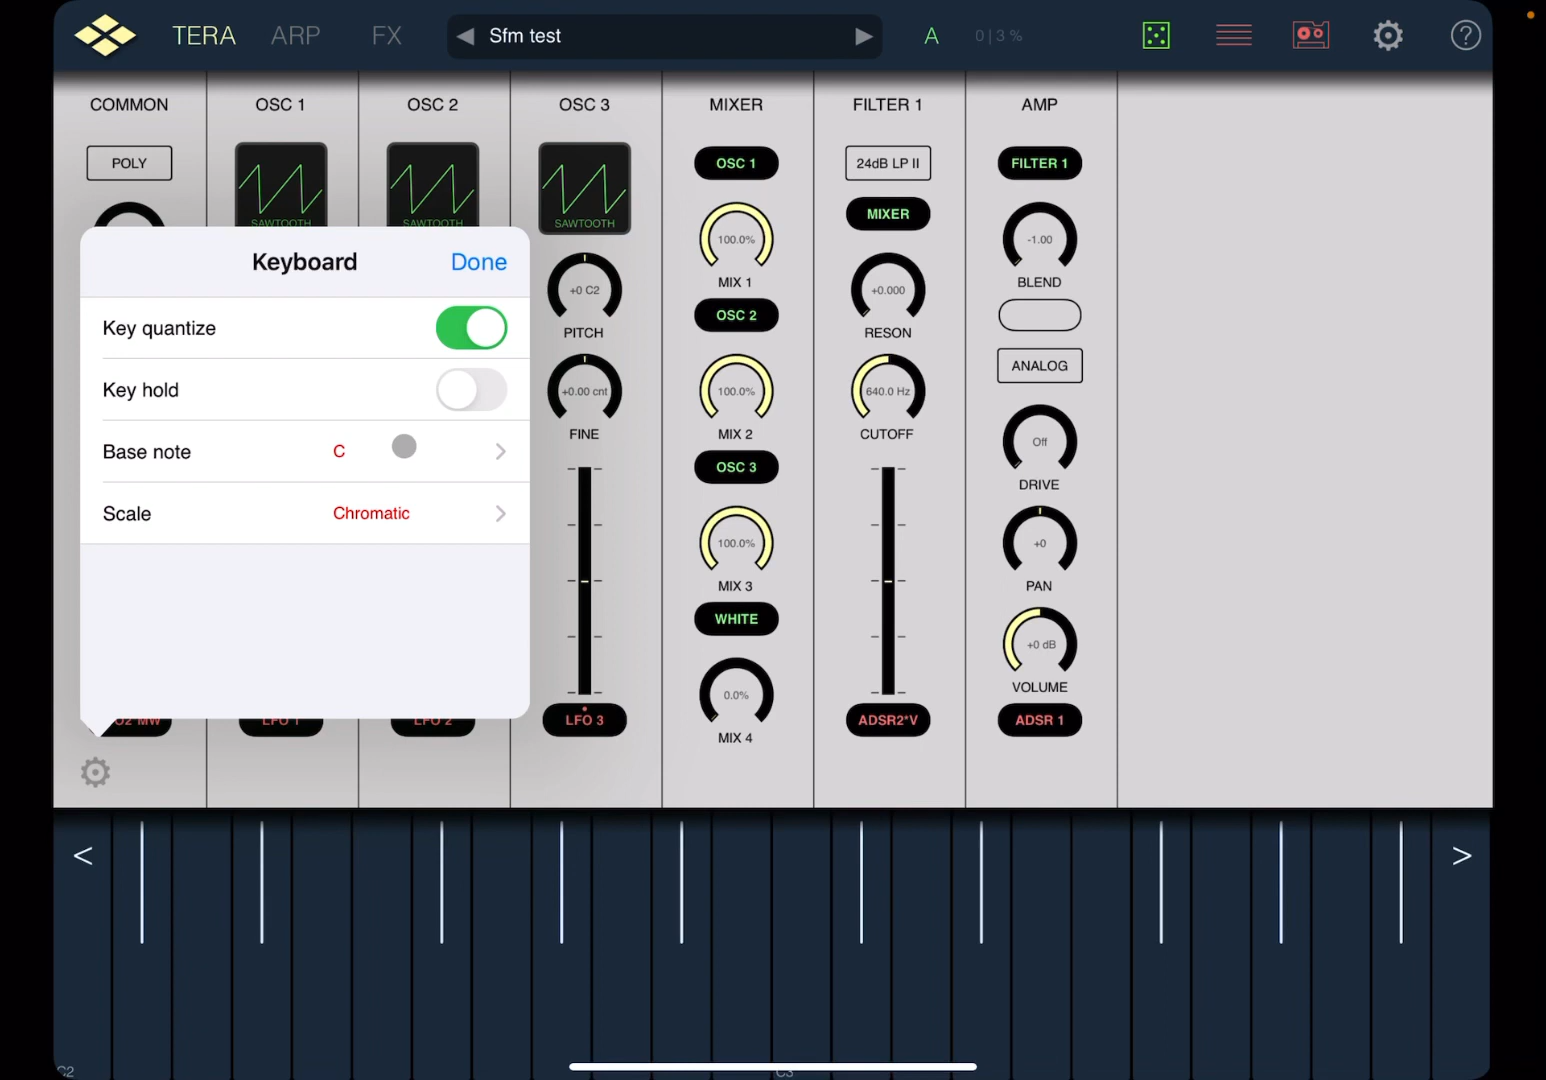 TERA ARP FX Sfm test A 0|3 %
COMMON OSC 1 OSC 2 OSC 3 MIXER FILTER 1 AMP
POLY OSC 1 24dB LP II FILTER 1
SAWTOOTH SAWTOOTH SAWTOOTH
MIXER
100.0% -1.00
Keyboard Done
MIX 1 BLEND
+0 C2 +0.000
OSC 2
Key quantize
PITCH RESON
ANALOG
Key hold
+0.00 cnt 100.0% 640.0 Hz
FINE MIX 2 CUTOFF
Off
Base note C
OSC 3
DRIVE
Scale Chromatic
100.0% +0
MIX 3 PAN
WHITE
+0 dB
VOLUME
0.0%
O2*MW LFO 1 LFO 2 LFO 3 ADSR2*V ADSR 1
MIX 4
< >
C2 C3